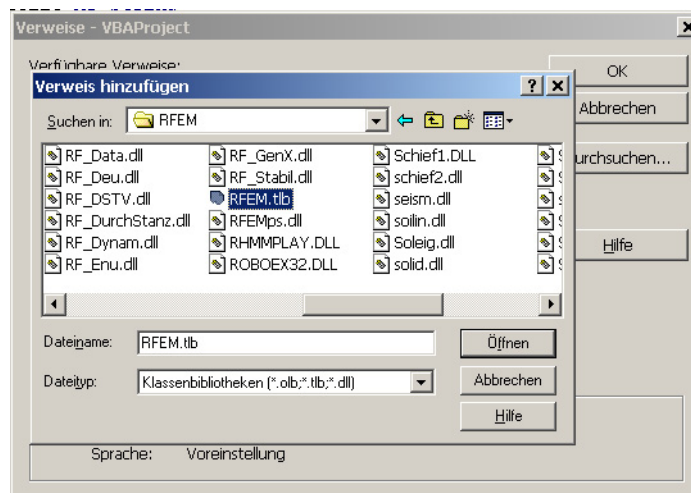 Verweise - VBAProject
Verfügbare Verweise:
OK
Verweis hinzufügen
Abbrechen
Suchen in: RFEM
urchsuchen...
RF_Data.dll RF_GenX.dll Schief1.DLL
RF_Deu.dll RF_Stabil.dll schief2.dll
RF_DSTV.dll RFEM.tlb seism.dll
RF_DurchStanz.dll RFEMps.dll soilin.dll
RF_Dynam.dll RHMMPLAY.DLL Soleig.dll
RF_Enu.dll ROBOEX32.DLL solid.dll
Hilfe
Dateiname: RFEM.tlb Öffnen
Dateityp: Klassenbibliotheken (*.olb;*.tlb;*.dll) Abbrechen
Hilfe
Sprache: Voreinstellung